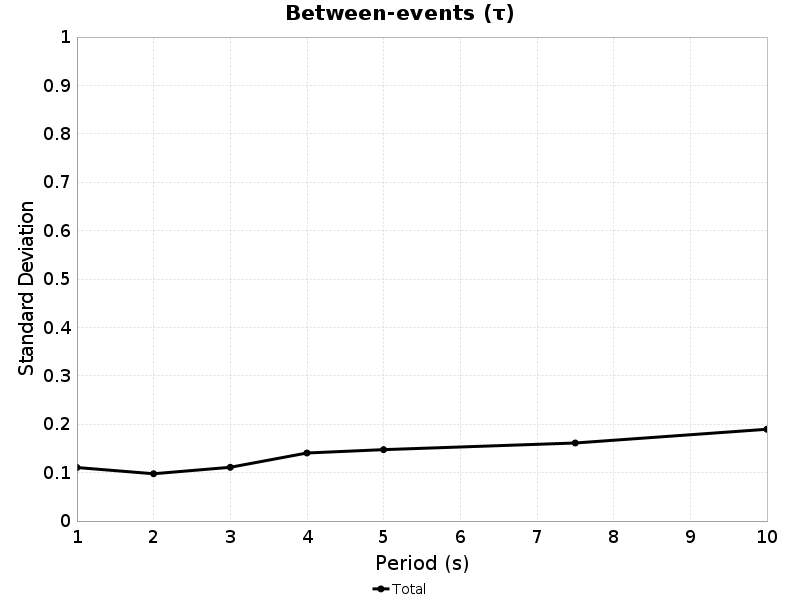 Between-events (τ)
1
0.9
0.8
0.7
0.6
0.5
0.4
0.3
0.2
0.1
0
Standard Deviation
1 2 3 4 5 6 7 8 9 10
Period (s)
Total